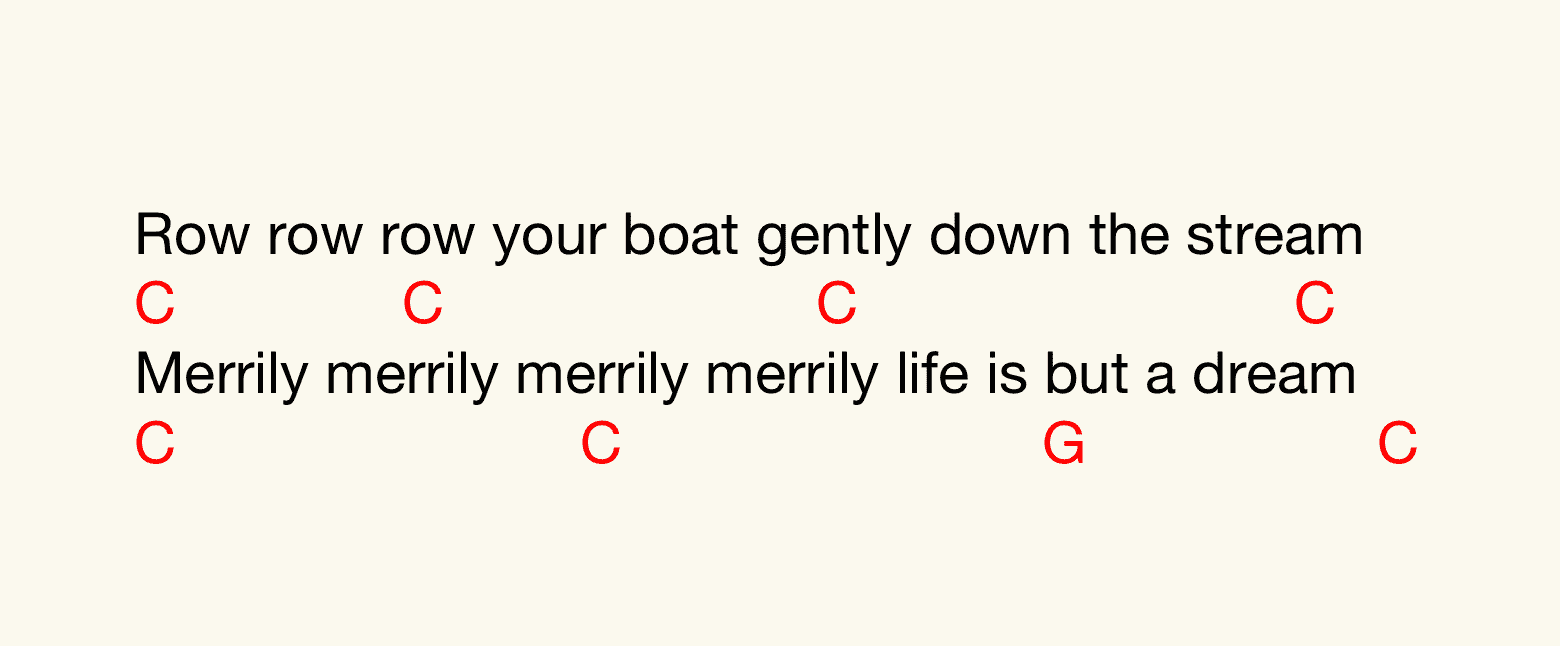 Row row row your boat gently down the stream
C C C C
Merrily merrily merrily merrily life is but a dream
C C G C